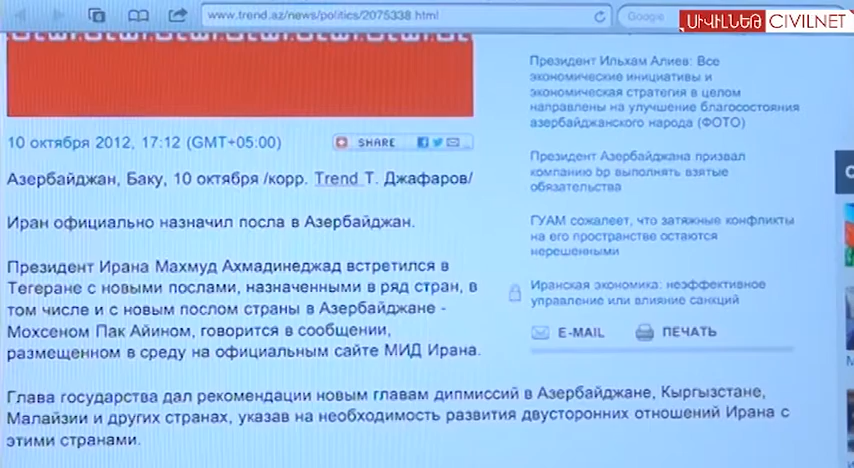 www.trend.az/news/politics/2075338.html
Google
ՍԻՎԻԼՆԵԹ CIVILNET
Президент Ильхам Алиев: Все
экономические инициативы и
экономическая стратегия в целом
направлены на улучшение благосостояния
азербайджанского народа (ФОТО)
10 октября 2012, 17:12 (GMT+05:00)
SHARE
Президент Азербайджана призвал
компанию bp выполнять взятые
обязательства
Азербайджан, Баку, 10 октября /корр. Trend Т. Джафаров/
ГУАМ сожалеет, что затяжные конфликты
на его пространстве остаются
нерешенными
Иран официально назначил посла в Азербайджан.
Иранская экономика: неэффективное
управление или влияние санкций
E-MAIL
ПЕЧАТЬ
Президент Ирана Махмуд Ахмадинеджад встретился в
Тегеране с новыми послами, назначенными в ряд стран, в
том числе и с новым послом страны в Азербайджане -
Мохсеном Пак Айином, говорится в сообщении,
размещенном в среду на официальным сайте МИД Ирана.
Глава государства дал рекомендации новым главам дипмиссий в Азербайджане, Кыргызстане,
Малайзии и других странах, указав на необходимость развития двусторонних отношений Ирана с
этими странами.